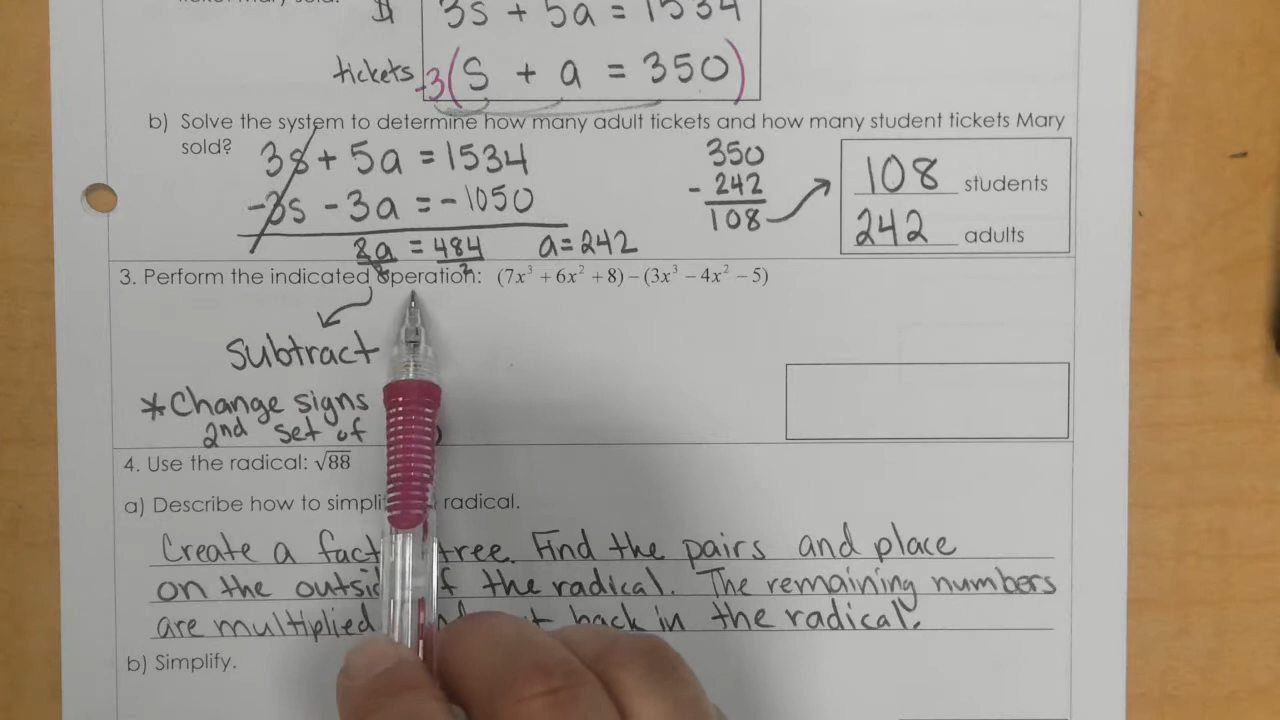 $ 3s + 5a = 1534
tickets -3(s + a = 350)
b) Solve the system to determine how many adult tickets and how many student tickets Mary
sold?
3s + 5a = 1534
-3s - 3a = -1050
2a = 484 a = 242
2 2
350
- 242
108
108 students
242 adults
3. Perform the indicated operation: (7x³ + 6x² + 8) – (3x³ – 4x² – 5)
Subtract
*Change signs
2nd set of )
4. Use the radical: √88
a) Describe how to radical.
Create a tree. Find the pairs and place
on the the radical. The remaining numbers
are multiplied back in the radical.
b) Simplify.